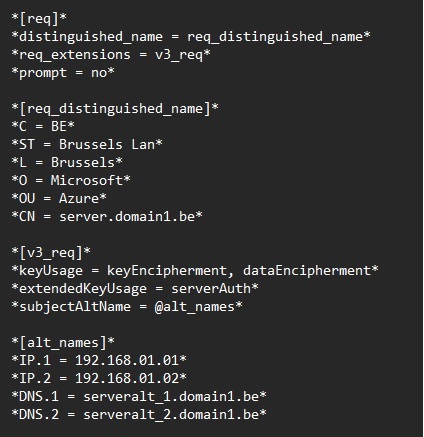 *[req]*
*distinguished_name = req_distinguished_name*
*req_extensions = v3_req*
*prompt = no*
*[req_distinguished_name]*
*C = BE*
*ST = Brussels Lan*
*L = Brussels*
*O = Microsoft*
*OU = Azure*
*CN = server.domain1.be*
*[v3_req]*
*keyUsage = keyEncipherment, dataEncipherment*
*extendedKeyUsage = serverAuth*
*subjectAltName = @alt_names*
*[alt_names]*
*IP.1 = 192.168.01.01*
*IP.2 = 192.168.01.02*
*DNS.1 = serveralt_1.domain1.be*
*DNS.2 = serveralt_2.domain1.be*